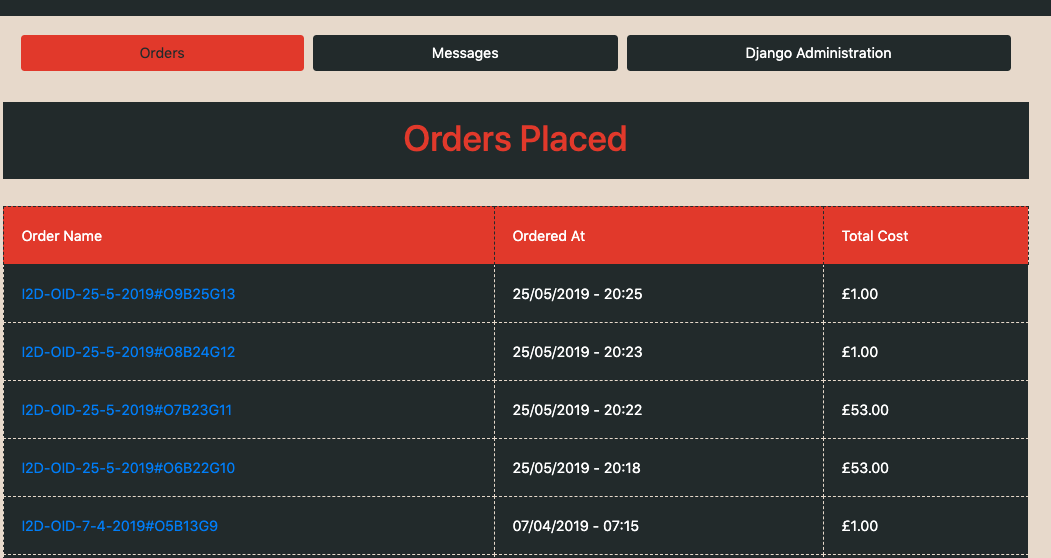 Orders Messages Django Administration
Orders Placed
Order Name Ordered At Total Cost
I2D-OID-25-5-2019#O9B25G13 25/05/2019 - 20:25 £1.00
I2D-OID-25-5-2019#O8B24G12 25/05/2019 - 20:23 £1.00
I2D-OID-25-5-2019#O7B23G11 25/05/2019 - 20:22 £53.00
I2D-OID-25-5-2019#O6B22G10 25/05/2019 - 20:18 £53.00
I2D-OID-7-4-2019#O5B13G9 07/04/2019 - 07:15 £1.00